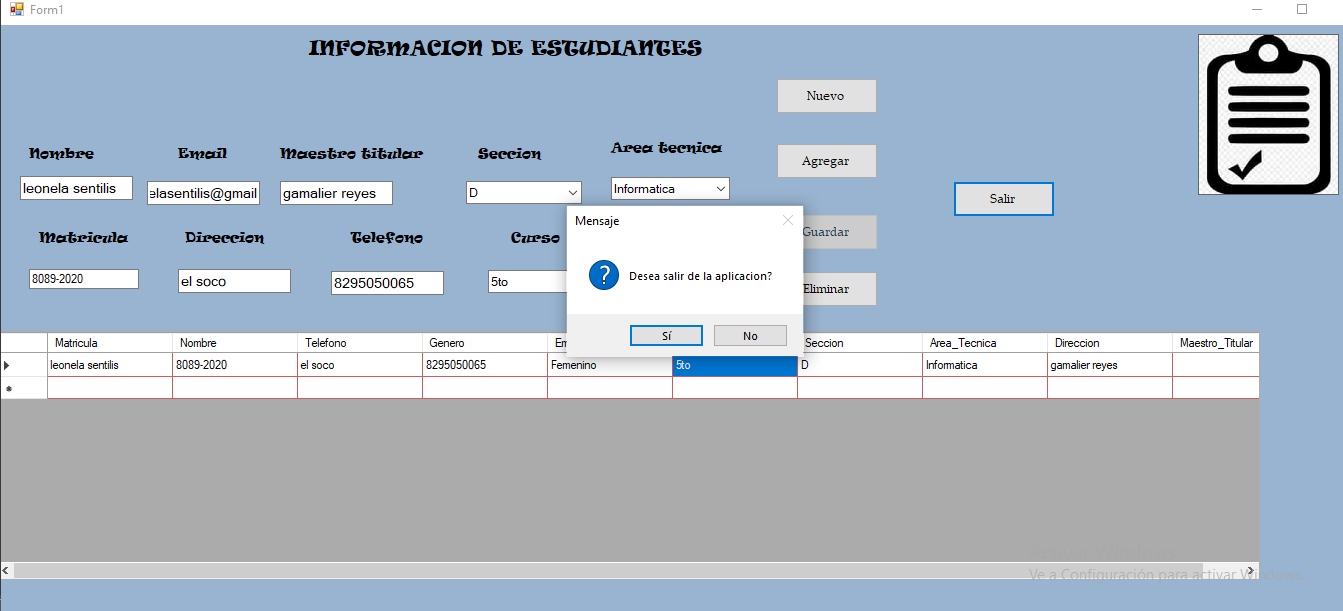 Form1
INFORMACION DE ESTUDIANTES
Nuevo
Nombre Email Maestro titular Seccion Area tecnica
Agregar
leonela sentilis elasentilis@gmail gamalier reyes D Informatica
Salir
Mensaje
Matricula Direccion Telefono Curso
Guardar
Desea salir de la aplicacion?
8089-2020 el soco 8295050065 5to
Eliminar
Sí No
Matricula Nombre Telefono Genero Em Seccion Area_Tecnica Direccion Maestro_Titular
leonela sentilis 8089-2020 el soco 8295050065 Femenino 5to D Informatica gamalier reyes
Activar Windows
Ve a Configuración para activar Windows.